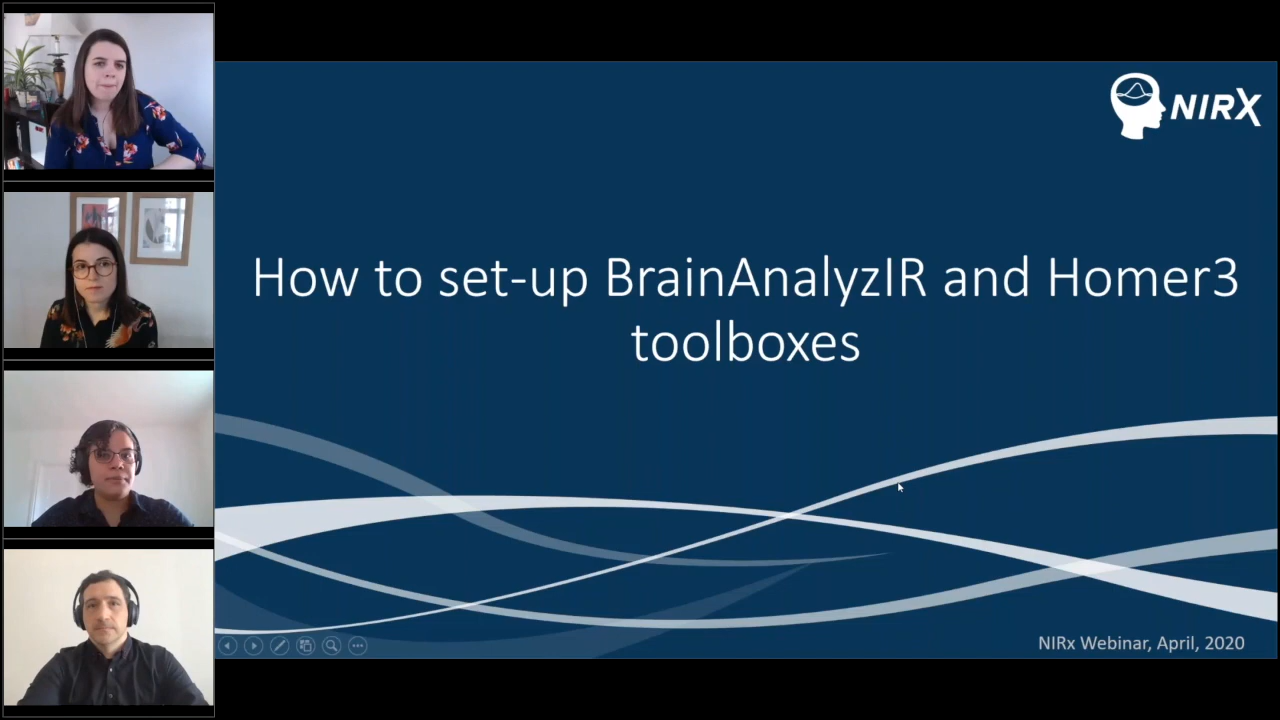 NIRX
How to set-up BrainAnalyzIR and Homer3
toolboxes
NIRx Webinar, April, 2020